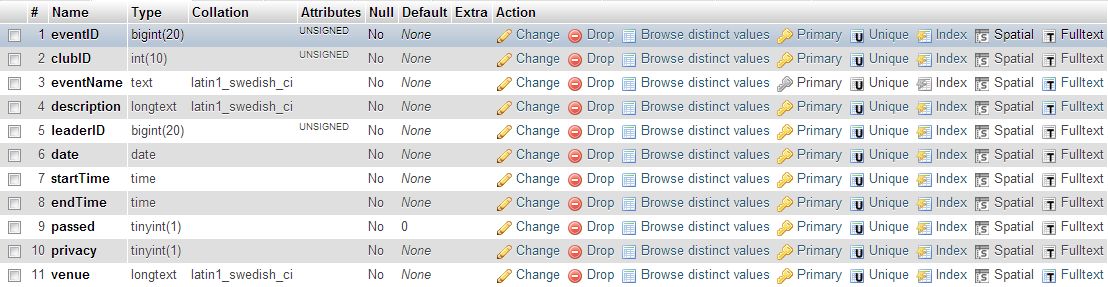 # Name Type Collation Attributes Null Default Extra Action
1 eventID bigint(20) UNSIGNED No None Change Drop Browse distinct values Primary Unique Index Spatial Fulltext
2 clubID int(10) UNSIGNED No None Change Drop Browse distinct values Primary Unique Index Spatial Fulltext
3 eventName text latin1_swedish_ci No None Change Drop Browse distinct values Primary Unique Index Spatial Fulltext
4 description longtext latin1_swedish_ci No None Change Drop Browse distinct values Primary Unique Index Spatial Fulltext
5 leaderID bigint(20) UNSIGNED No None Change Drop Browse distinct values Primary Unique Index Spatial Fulltext
6 date date No None Change Drop Browse distinct values Primary Unique Index Spatial Fulltext
7 startTime time No None Change Drop Browse distinct values Primary Unique Index Spatial Fulltext
8 endTime time No None Change Drop Browse distinct values Primary Unique Index Spatial Fulltext
9 passed tinyint(1) No 0 Change Drop Browse distinct values Primary Unique Index Spatial Fulltext
10 privacy tinyint(1) No None Change Drop Browse distinct values Primary Unique Index Spatial Fulltext
11 venue longtext latin1_swedish_ci No None Change Drop Browse distinct values Primary Unique Index Spatial Fulltext